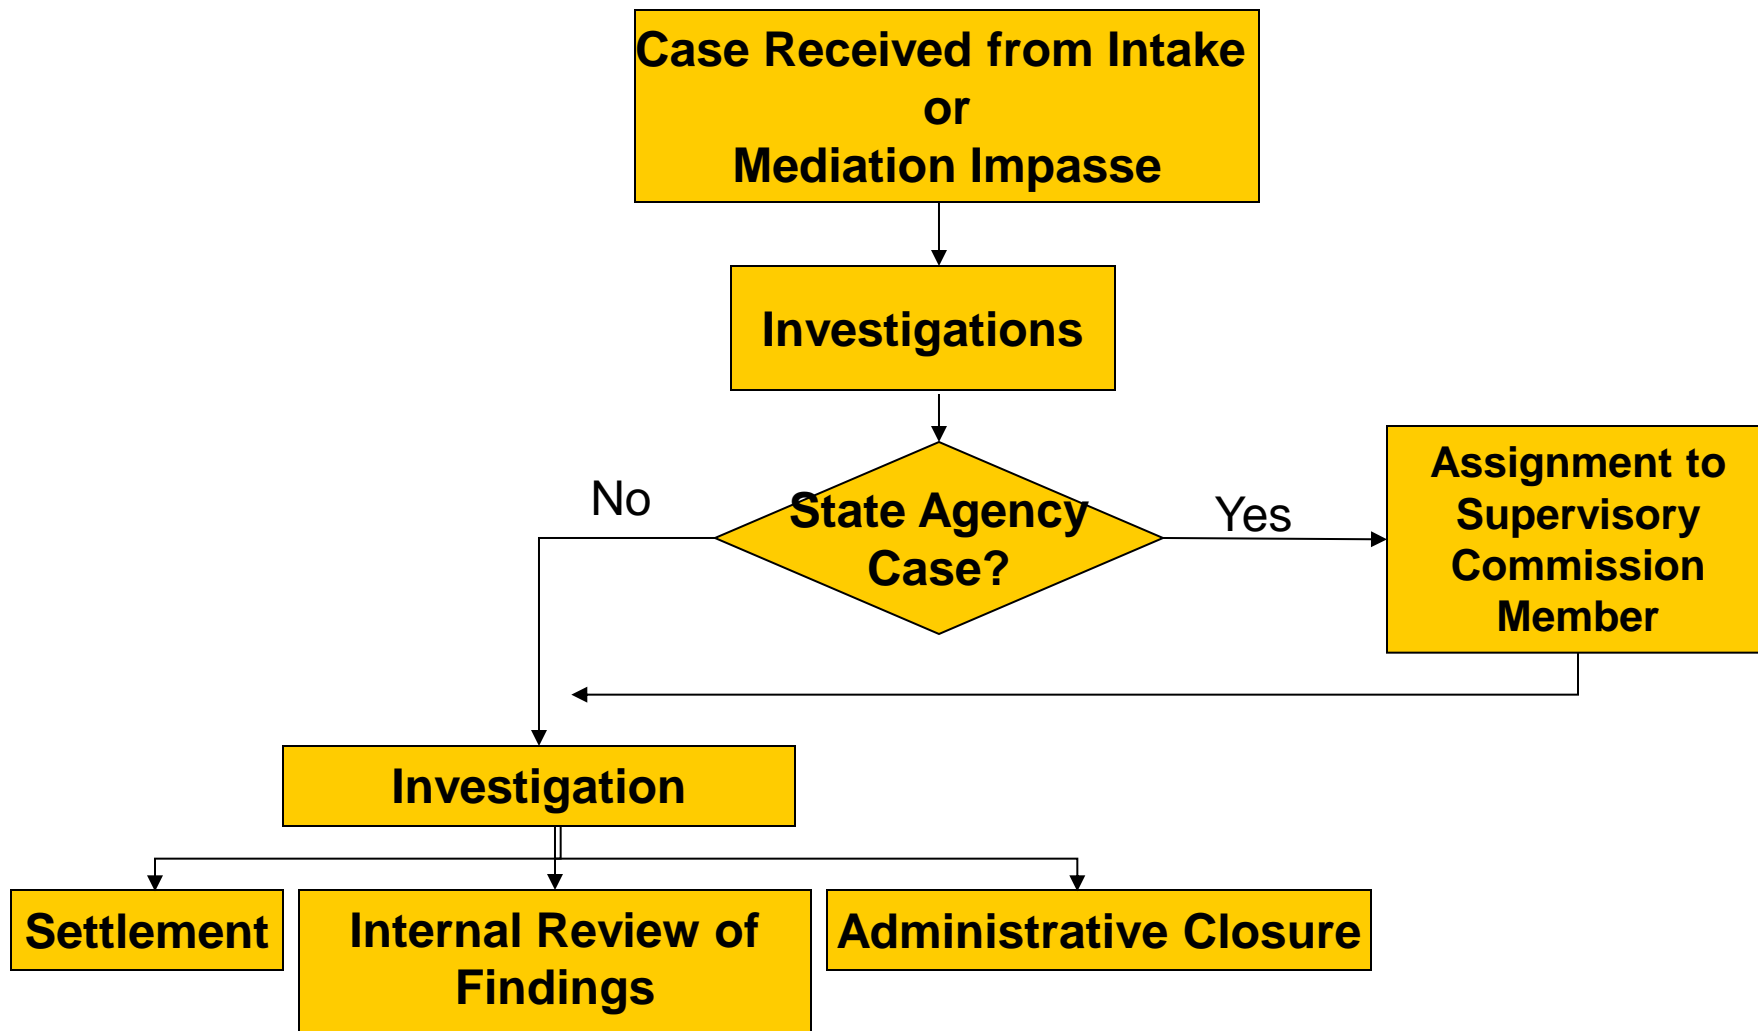 Case Received from Intake
or
Mediation Impasse
Investigations
No
State Agency
Case?
Yes
Assignment to
Supervisory
Commission
Member
Investigation
Settlement
Internal Review of
Findings
Administrative Closure